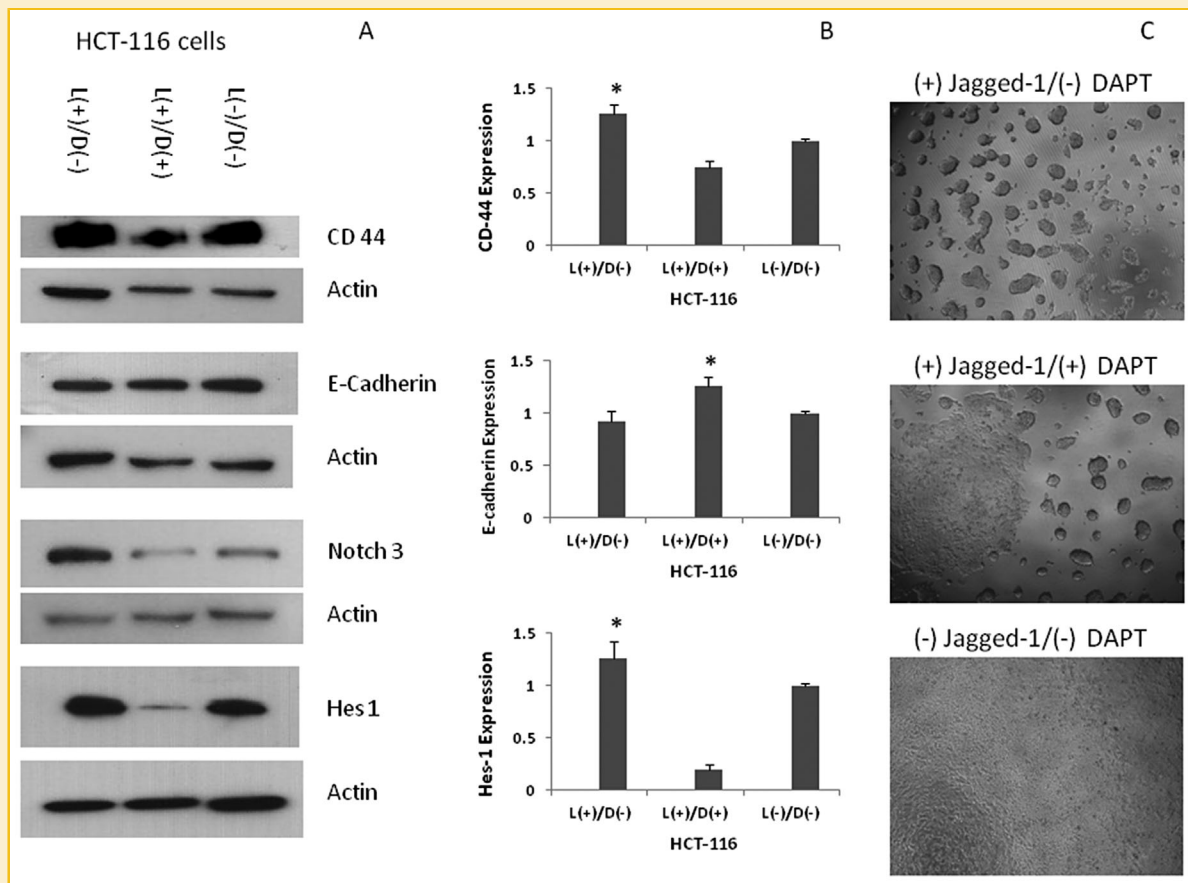 A
HCT-116 cells
L(+)/D(-)
L(+)/D(+)
L(-)/D(-)
CD 44
Actin
E-Cadherin
Actin
Notch 3
Actin
Hes1
Actin
B
CD-44 Expression
1.5
1
0.5
0
*
L(+)/D(-) L(+)/D(+) L(-)/D(-)
HCT-116
E-cadherin Expression
1.5
1
0.5
0
*
L(+)/D(-) L(+)/D(+) L(-)/D(-)
HCT-116
Hes-1 Expression
1.5
1
0.5
0
*
L(+)/D(-) L(+)/D(+) L(-)/D(-)
HCT-116
C
(+) Jagged-1/(-) DAPT
(+) Jagged-1/(+) DAPT
(-) Jagged-1/(-) DAPT